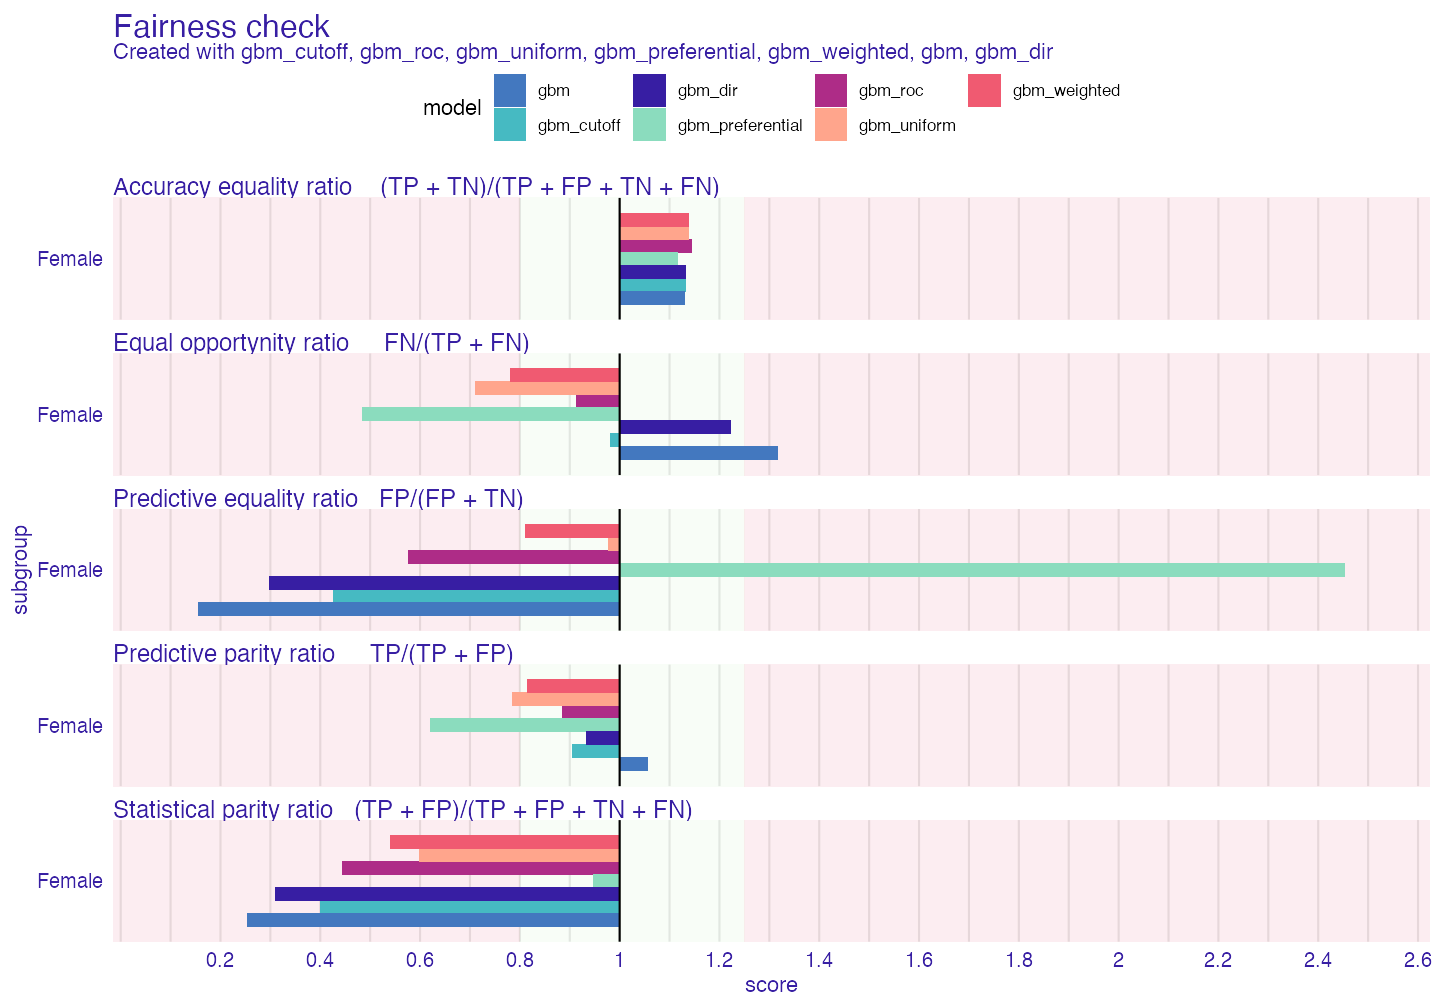 Fairness check
Created with gbm_cutoff, gbm_roc, gbm_uniform, gbm_preferential, gbm_weighted, gbm, gbm_dir
model
gbm gbm_dir gbm_roc gbm_weighted
gbm_cutoff gbm_preferential gbm_uniform
Accuracy equality ratio (TP + TN)/(TP + FP + TN + FN)
Female
Equal opportynity ratio FN/(TP + FN)
Female
Predictive equality ratio FP/(FP + TN)
Female
Predictive parity ratio TP/(TP + FP)
Female
Statistical parity ratio (TP + FP)/(TP + FP + TN + FN)
Female
subgroup
0.2 0.4 0.6 0.8 1 1.2 1.4 1.6 1.8 2 2.2 2.4 2.6
score